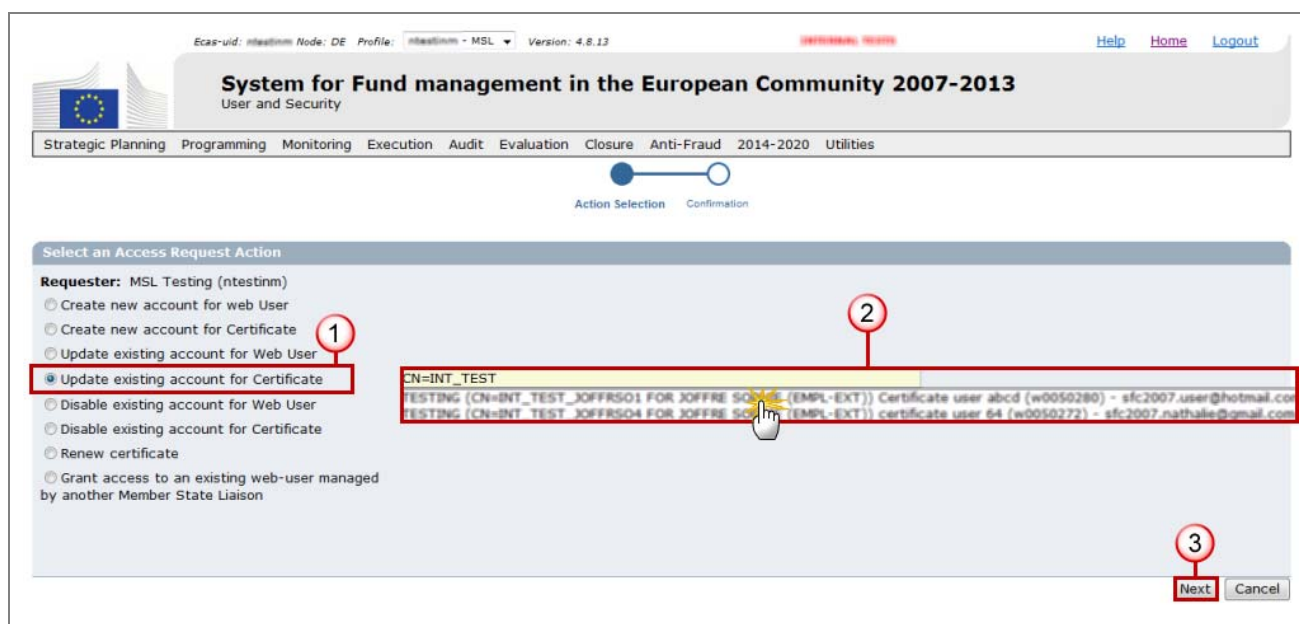 Ecas-uid: ntestinm Node: DE Profile: ntestinm - MSL Version: 4.8.13 Help Home Logout
System for Fund management in the European Community 2007-2013
User and Security
Strategic Planning Programming Monitoring Execution Audit Evaluation Closure Anti-Fraud 2014-2020 Utilities
Action Selection Confirmation
Select an Access Request Action
Requester: MSL Testing (ntestinm)
Create new account for web User
Create new account for Certificate
1
2
Update existing account for Web User
Update existing account for Certificate
CN=INT_TEST
TESTING (CN=INT_TEST_JOFFRSO1 FOR JOFFRE (EMPL-EXT)) Certificate user abcd (w0050280) - sfc2007.user@hotmail.com
TESTING (CN=INT_TEST_JOFFRSO4 FOR JOFFRE (EMPL-EXT)) certificate user 64 (w0050272) - sfc2007.nathalie@gmail.com
Disable existing account for Web User
Disable existing account for Certificate
Renew certificate
Grant access to an existing web-user managed
by another Member State Liaison
3
Next Cancel